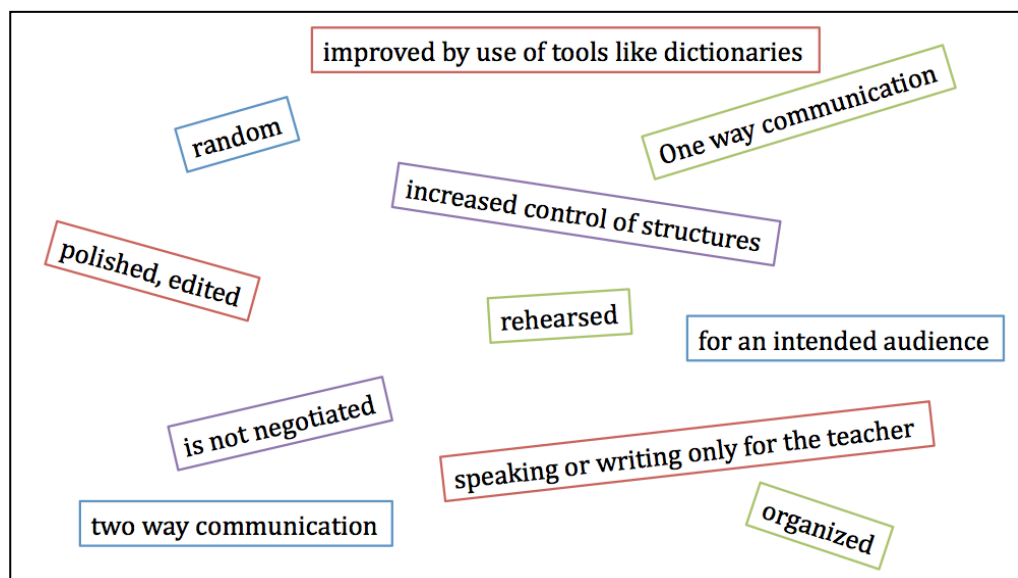 improved by use of tools like dictionaries
One way communication
random
increased control of structures
polished, edited
rehearsed
for an intended audience
is not negotiated
speaking or writing only for the teacher
two way communication
organized